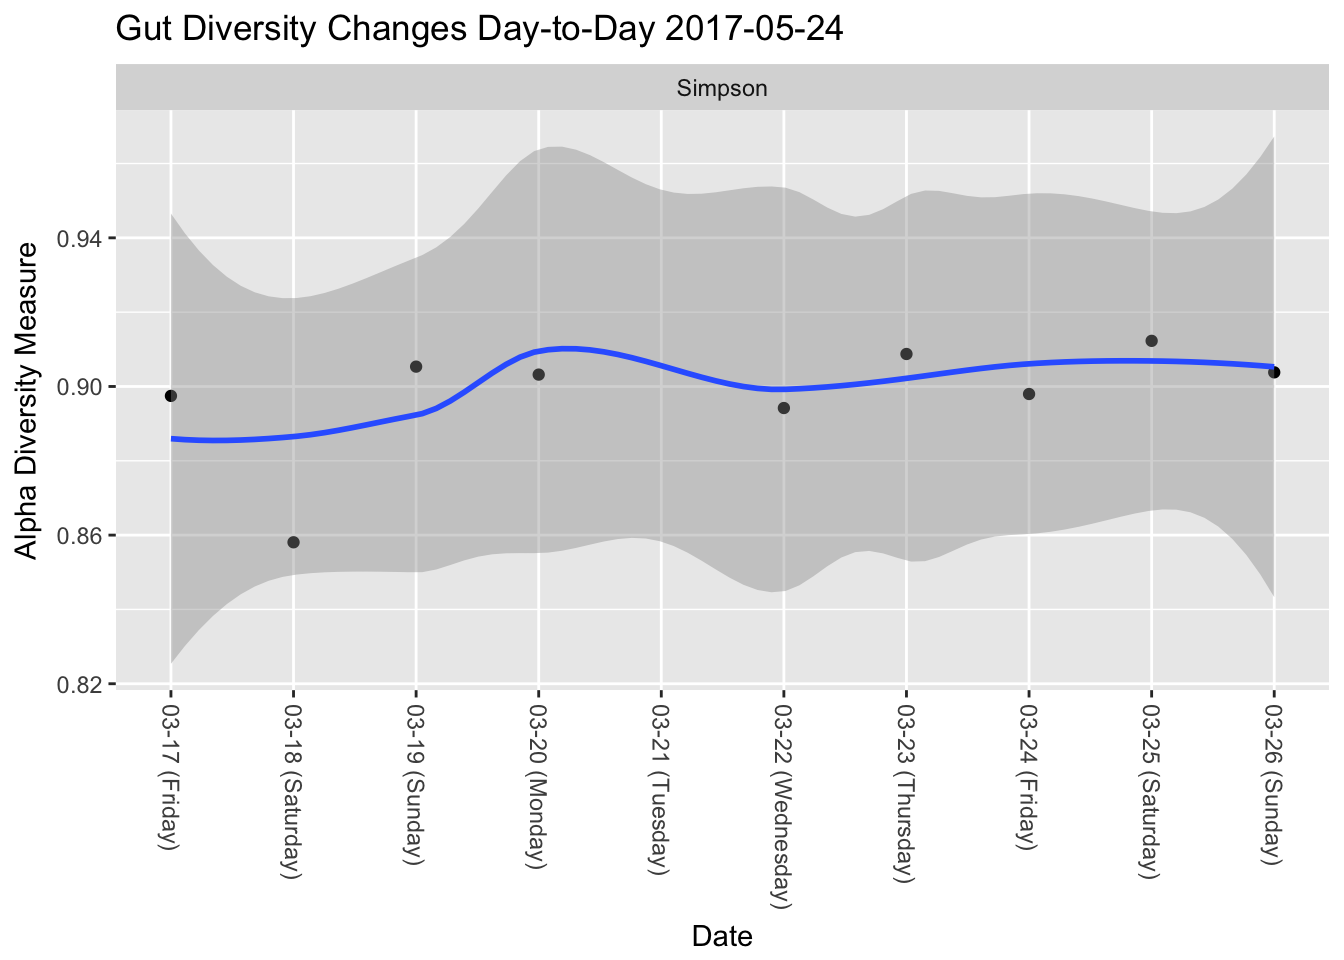 Gut Diversity Changes Day-to-Day 2017-05-24
Simpson
Alpha Diversity Measure
0.94
0.90
0.86
0.82
03-17 (Friday)
03-18 (Saturday)
03-19 (Sunday)
03-20 (Monday)
03-21 (Tuesday)
03-22 (Wednesday)
03-23 (Thursday)
03-24 (Friday)
03-25 (Saturday)
03-26 (Sunday)
Date